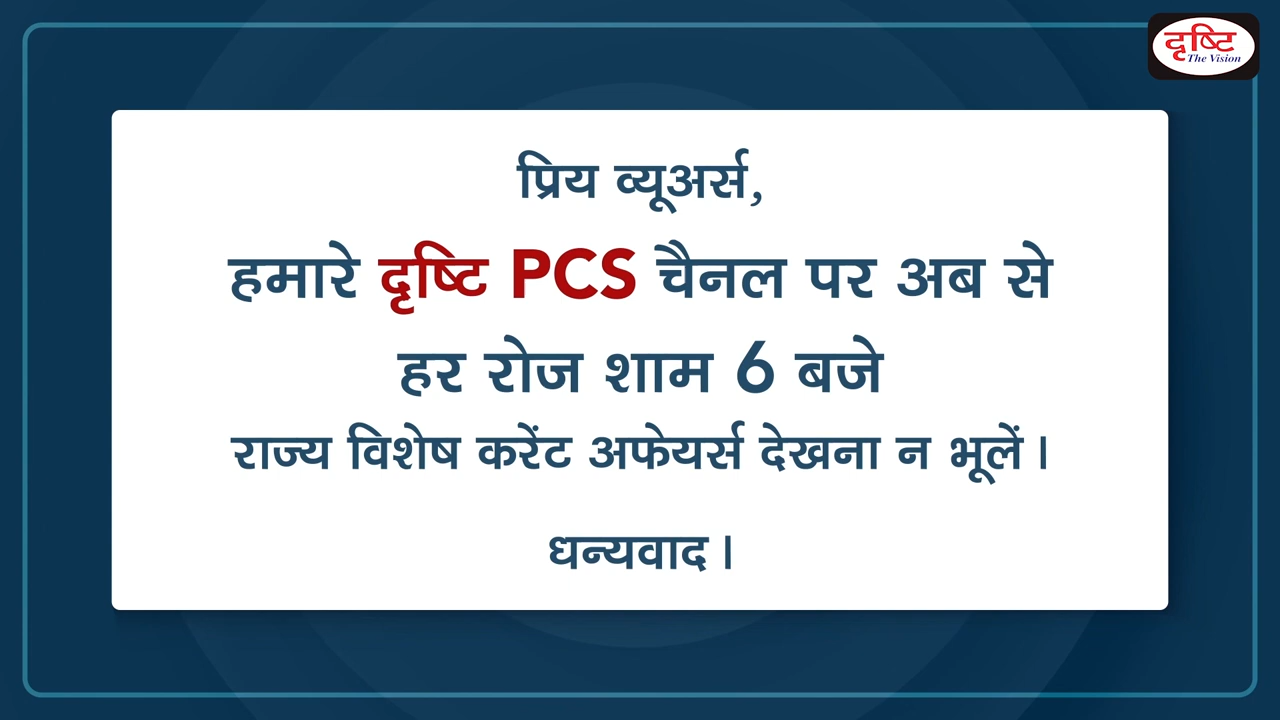 दृष्टि
The Vision
प्रिय व्यूअर्स,
हमारे दृष्टि PCS चैनल पर अब से
हर रोज शाम 6 बजे
राज्य विशेष करेंट अफेयर्स देखना न भूलें।
धन्यवाद।